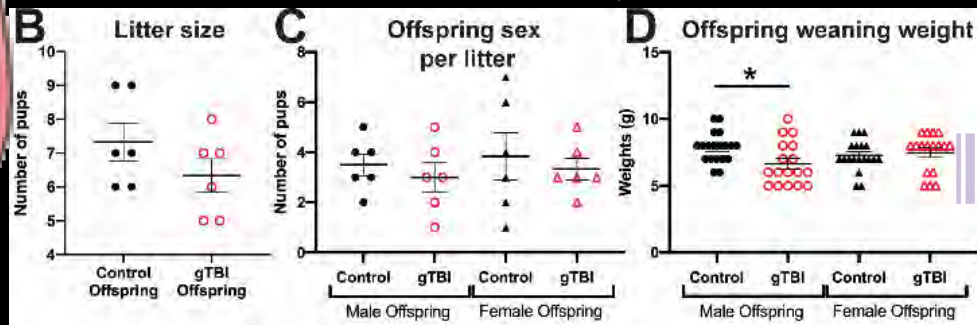 B Litter size
Number of pups
10
9
8
7
6
5
4
Control Offspring
gTBI Offspring
C Offspring sex per litter
Number of pups
8
6
4
2
0
Control gTBI Control gTBI
Male Offspring Female Offspring
D Offspring weaning weight
Weights (g)
15
10
5
0
*
Control gTBI Control gTBI
Male Offspring Female Offspring